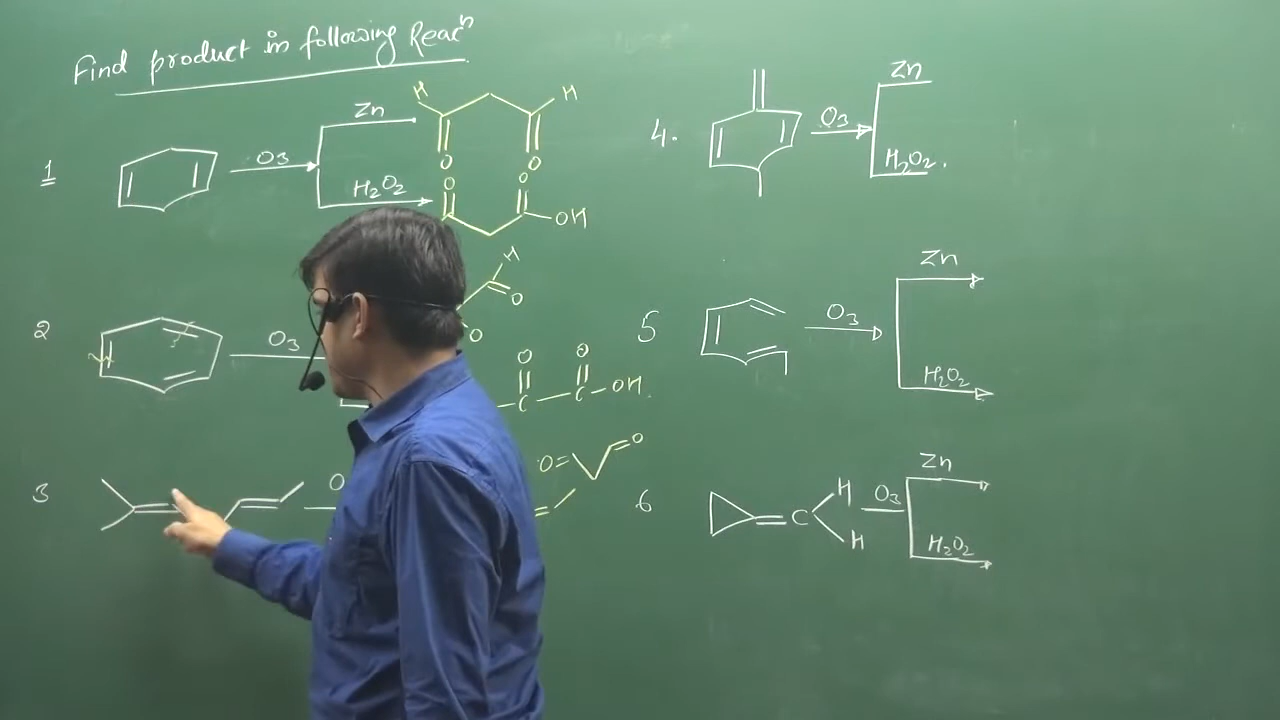 Find product in following Reacⁿ
1
O₃
Zn
H H
O O
H₂O₂
O O
OH
2
O₃
H
O
O
O O
C C OH
3
O
O= O
4.
O₃
Zn
H₂O₂.
5
O₃
Zn
H₂O₂
6
C H
H
O₃
Zn
H₂O₂